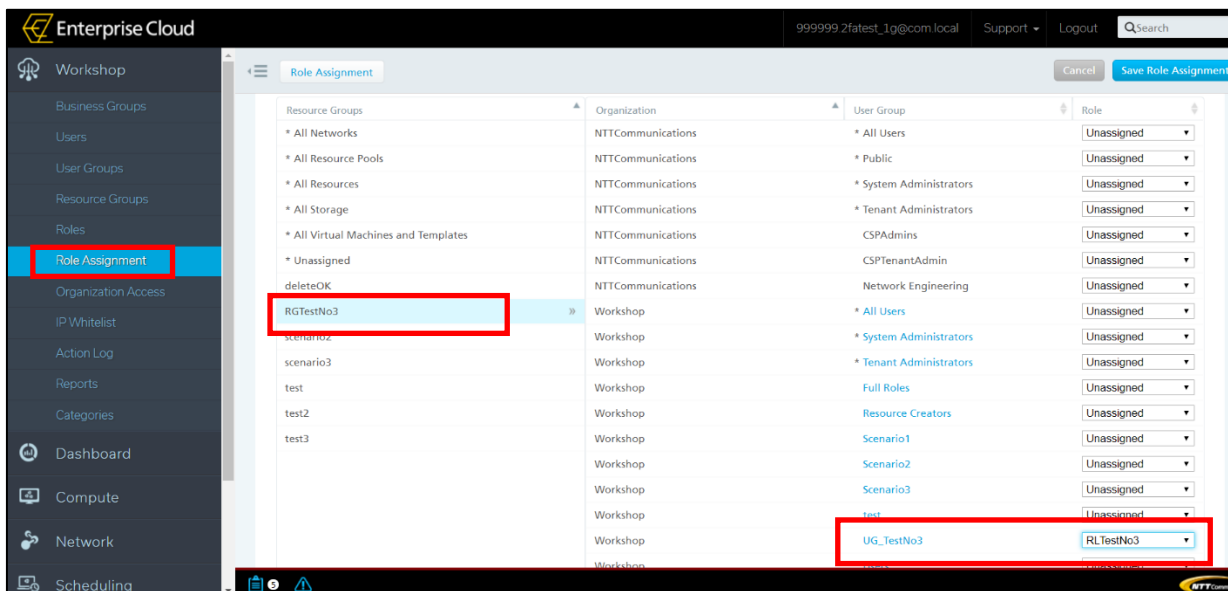 Enterprise Cloud
999999.2fatest_1g@com.local Support Logout Search
Workshop
Business Groups
Users
User Groups
Resource Groups
Roles
Role Assignment
Organization Access
IP Whitelist
Action Log
Reports
Categories
Dashboard
Compute
Network
Scheduling
Role Assignment Cancel Save Role Assignment
Resource Groups Organization User Group Role
* All Networks NTTCommunications * All Users Unassigned
* All Resource Pools NTTCommunications * Public Unassigned
* All Resources NTTCommunications * System Administrators Unassigned
* All Storage NTTCommunications * Tenant Administrators Unassigned
* All Virtual Machines and Templates NTTCommunications CSPAdmins Unassigned
* Unassigned NTTCommunications CSPTenantAdmin Unassigned
deleteOK NTTCommunications Network Engineering Unassigned
RGTestNo3 » Workshop * All Users Unassigned
scenario2 Workshop * System Administrators Unassigned
scenario3 Workshop * Tenant Administrators Unassigned
test Workshop Full Roles Unassigned
test2 Workshop Resource Creators Unassigned
test3 Workshop Scenario1 Unassigned
Workshop Scenario2 Unassigned
Workshop Scenario3 Unassigned
Workshop test Unassigned
Workshop UG_TestNo3 RLTestNo3
Workshop
5